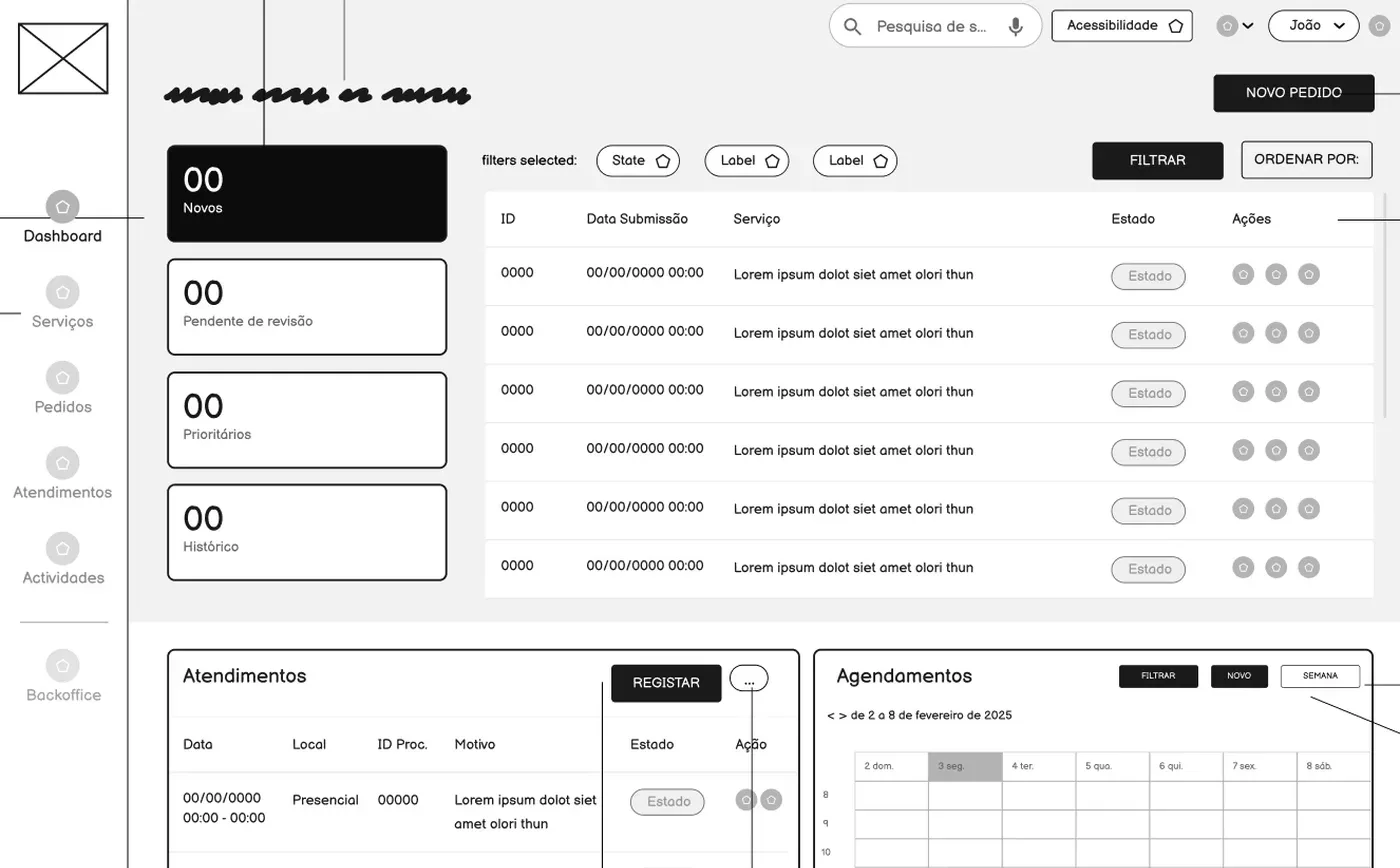 Pesquisa de s...
Acessibilidade
João
NOVO PEDIDO
Dashboard
Serviços
Pedidos
Atendimentos
Actividades
Backoffice
00
Novos
00
Pendente de revisão
00
Prioritários
00
Histórico
filters selected: State Label Label
FILTRAR
ORDENAR POR:
ID Data Submissão Serviço Estado Ações
0000 00/00/0000 00:00 Lorem ipsum dolot siet amet olori thun Estado
0000 00/00/0000 00:00 Lorem ipsum dolot siet amet olori thun Estado
0000 00/00/0000 00:00 Lorem ipsum dolot siet amet olori thun Estado
0000 00/00/0000 00:00 Lorem ipsum dolot siet amet olori thun Estado
0000 00/00/0000 00:00 Lorem ipsum dolot siet amet olori thun Estado
0000 00/00/0000 00:00 Lorem ipsum dolot siet amet olori thun Estado
Atendimentos
REGISTAR
...
Data Local ID Proc. Motivo Estado Ação
00/00/0000 Presencial 00000 Lorem ipsum dolot siet Estado
00:00 - 00:00 amet olori thun
Agendamentos
FILTRAR
NOVO
SEMANA
< > de 2 a 8 de fevereiro de 2025
2 dom. 3 seg. 4 ter. 5 qua. 6 qui. 7 sex. 8 sáb.
8
9
10